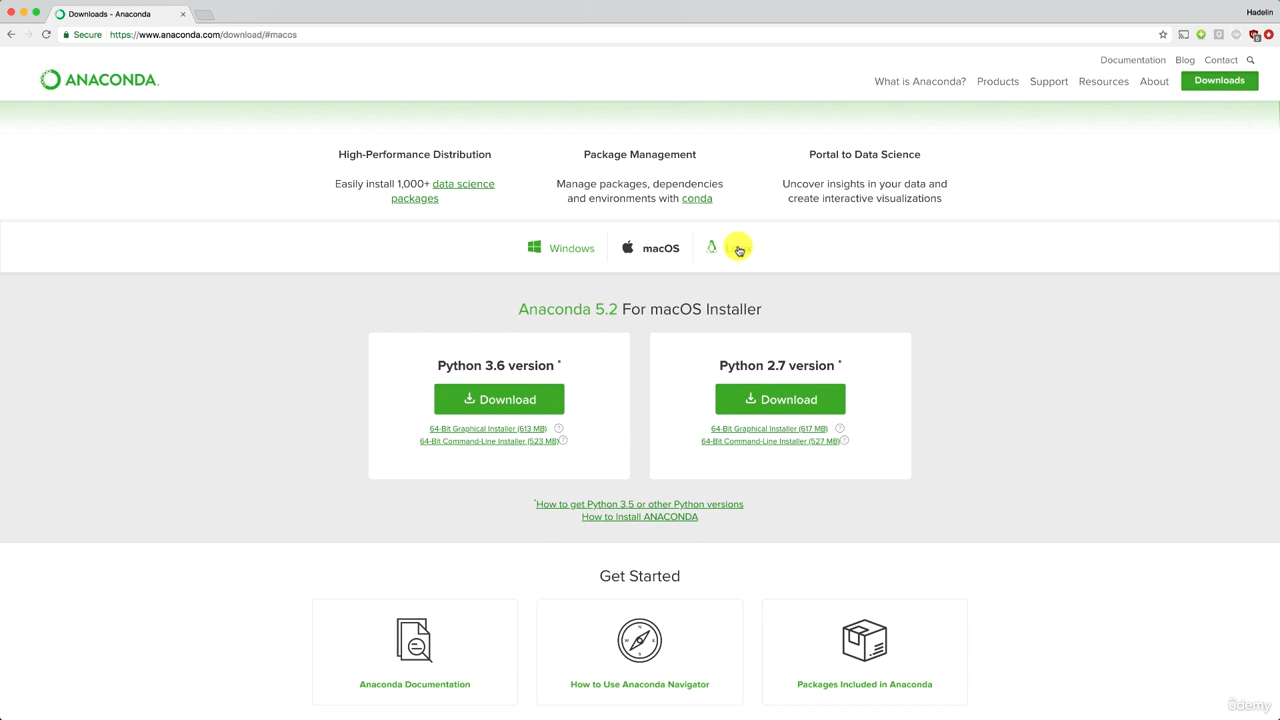 Downloads - Anaconda
Hadelin
Secure https://www.anaconda.com/download/#macos
Documentation Blog Contact
ANACONDA.
What is Anaconda? Products Support Resources About Downloads
High-Performance Distribution
Package Management
Portal to Data Science
Easily install 1,000+ data science
packages
Manage packages, dependencies
and environments with conda
Uncover insights in your data and
create interactive visualizations
Windows
macOS
Anaconda 5.2 For macOS Installer
Python 3.6 version *
Download
64-Bit Graphical Installer (613 MB) ?
64-Bit Command-Line Installer (523 MB) ?
Python 2.7 version *
Download
64-Bit Graphical Installer (617 MB) ?
64-Bit Command-Line Installer (527 MB) ?
*How to get Python 3.5 or other Python versions
How to Install ANACONDA
Get Started
Anaconda Documentation
How to Use Anaconda Navigator
Packages Included in Anaconda
ûdemy